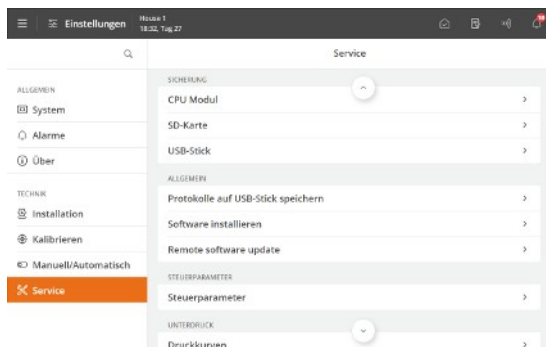 Einstellungen
House 1
18:32, Tag 27
Service
ALLGEMEIN
System
Alarme
Über
TECHNIK
Installation
Kalibrieren
Manuell/Automatisch
Service
SICHERUNG
CPU Modul
SD-Karte
USB-Stick
ALLGEMEIN
Protokolle auf USB-Stick speichern
Software installieren
Remote software update
STEUERPARAMETER
Steuerparameter
UNTERDRUCK
Druckkurven